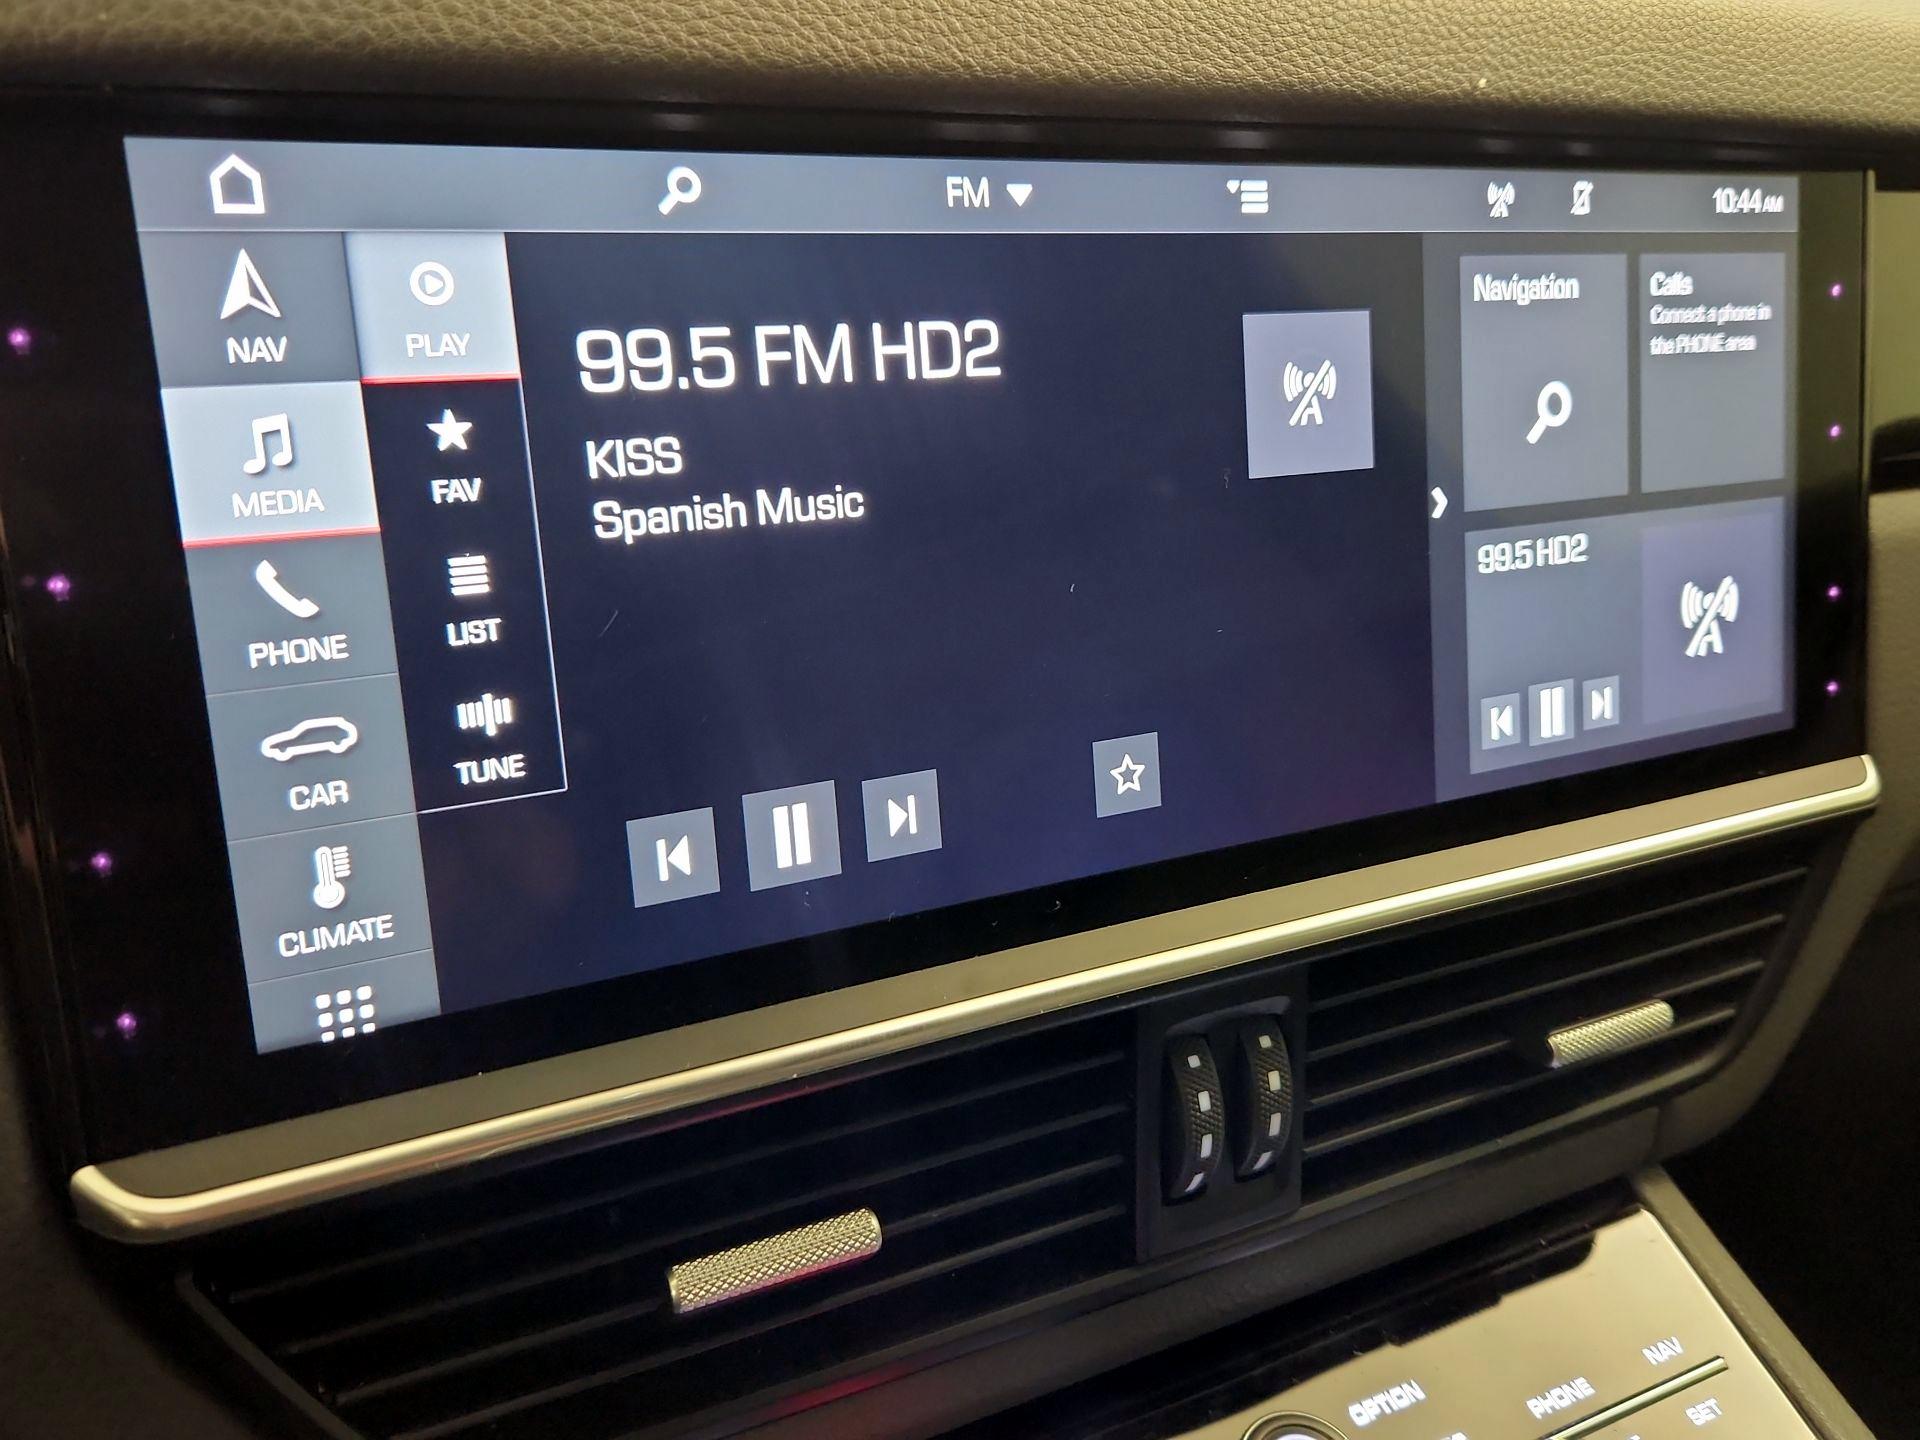 FM
10:44 AM
NAV
PLAY
MEDIA
FAV
PHONE
LIST
CAR
TUNE
CLIMATE
99.5 FM HD2
KISS
Spanish Music
Navigation
Calls
Connect a phone in
the PHONE area
99.5 HD2
OPTION
PHONE
NAV
SET